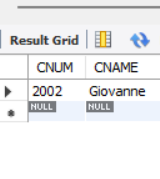 Result Grid
CNUM CNAME
2002 Giovanne
NULL NULL